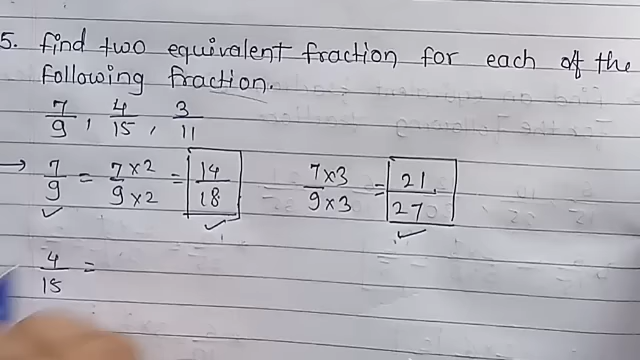 5. Find two equivalent fraction for each of the
following fraction.
7/9, 4/15, 3/11
→ 7/9 = 7×2/9×2 = 14/18 7×3/9×3 = 21/27
4/15 =